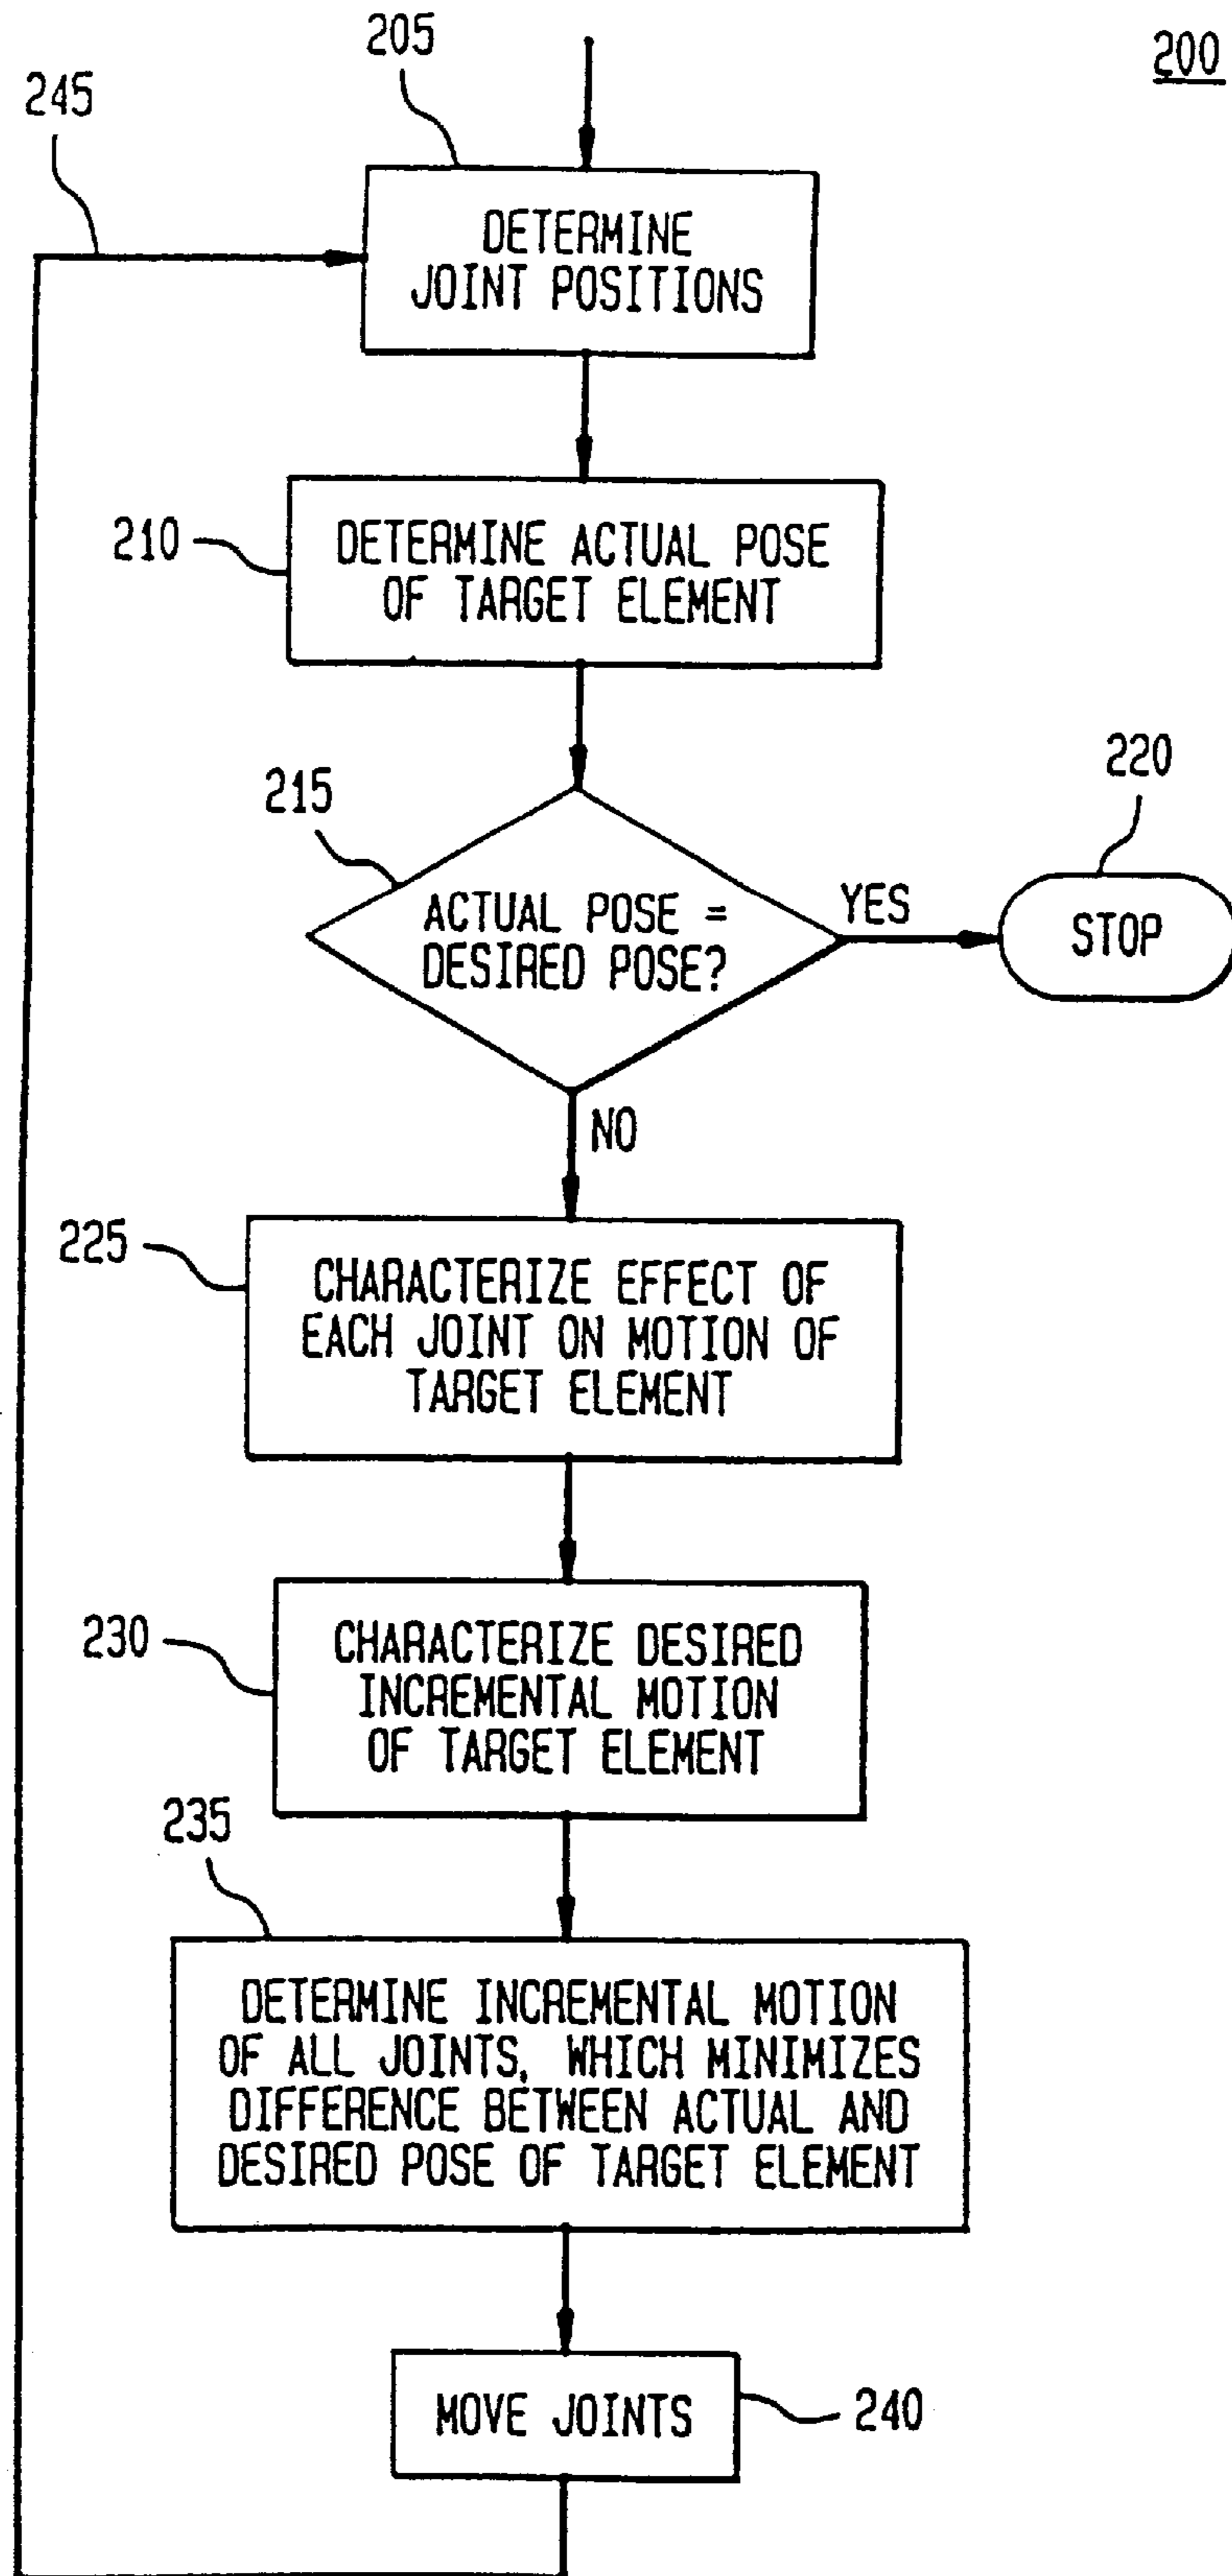 200
205
245
DETERMINE
JOINT POSITIONS
210
DETERMINE ACTUAL POSE
OF TARGET ELEMENT
215
ACTUAL POSE =
DESIRED POSE?
YES
220
STOP
NO
225
CHARACTERIZE EFFECT OF
EACH JOINT ON MOTION OF
TARGET ELEMENT
230
CHARACTERIZE DESIRED
INCREMENTAL MOTION
OF TARGET ELEMENT
235
DETERMINE INCREMENTAL MOTION
OF ALL JOINTS, WHICH MINIMIZES
DIFFERENCE BETWEEN ACTUAL AND
DESIRED POSE OF TARGET ELEMENT
MOVE JOINTS
240